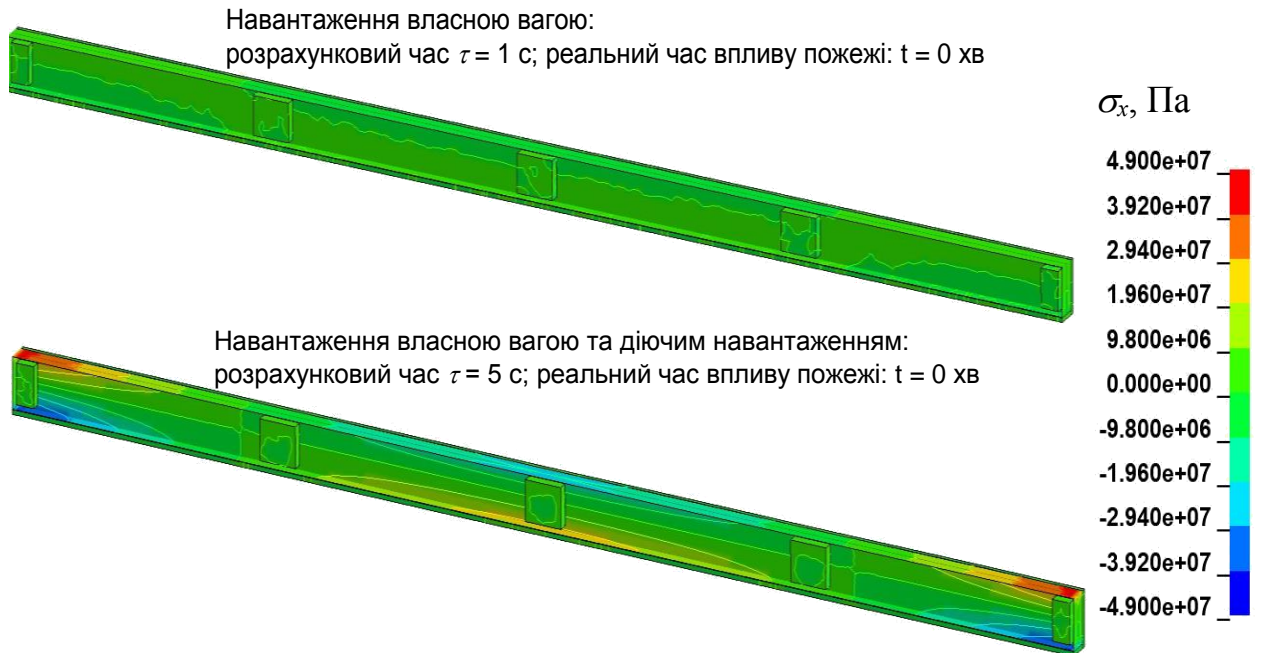 Навантаження власною вагою:
розрахунковий час τ = 1 с; реальний час впливу пожежі: t = 0 хв
σx, Па
4.900e+07
3.920e+07
2.940e+07
1.960e+07
9.800e+06
0.000e+00
-9.800e+06
-1.960e+07
-2.940e+07
-3.920e+07
-4.900e+07
Навантаження власною вагою та діючим навантаженням:
розрахунковий час τ = 5 с; реальний час впливу пожежі: t = 0 хв